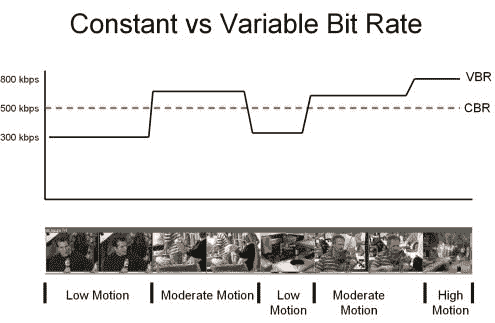 Constant vs Variable Bit Rate
800 kbps
VBR
500 kbps
CBR
300 kbps
Low Motion
Moderate Motion
Low
Motion
Moderate
Motion
High
Motion